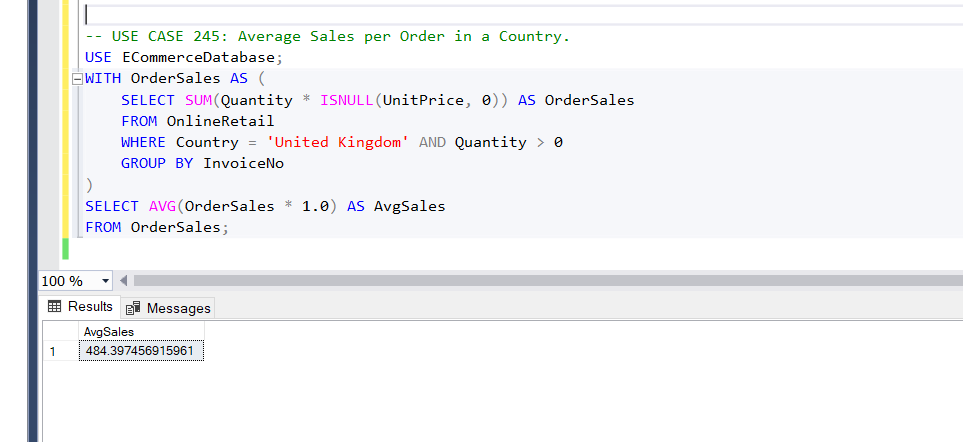 -- USE CASE 245: Average Sales per Order in a Country.
USE ECommerceDatabase;
WITH OrderSales AS (
    SELECT SUM(Quantity * ISNULL(UnitPrice, 0)) AS OrderSales
    FROM OnlineRetail
    WHERE Country = 'United Kingdom' AND Quantity > 0
    GROUP BY InvoiceNo
)
SELECT AVG(OrderSales * 1.0) AS AvgSales
FROM OrderSales;
100 %
Results Messages
AvgSales
1 484.397456915961